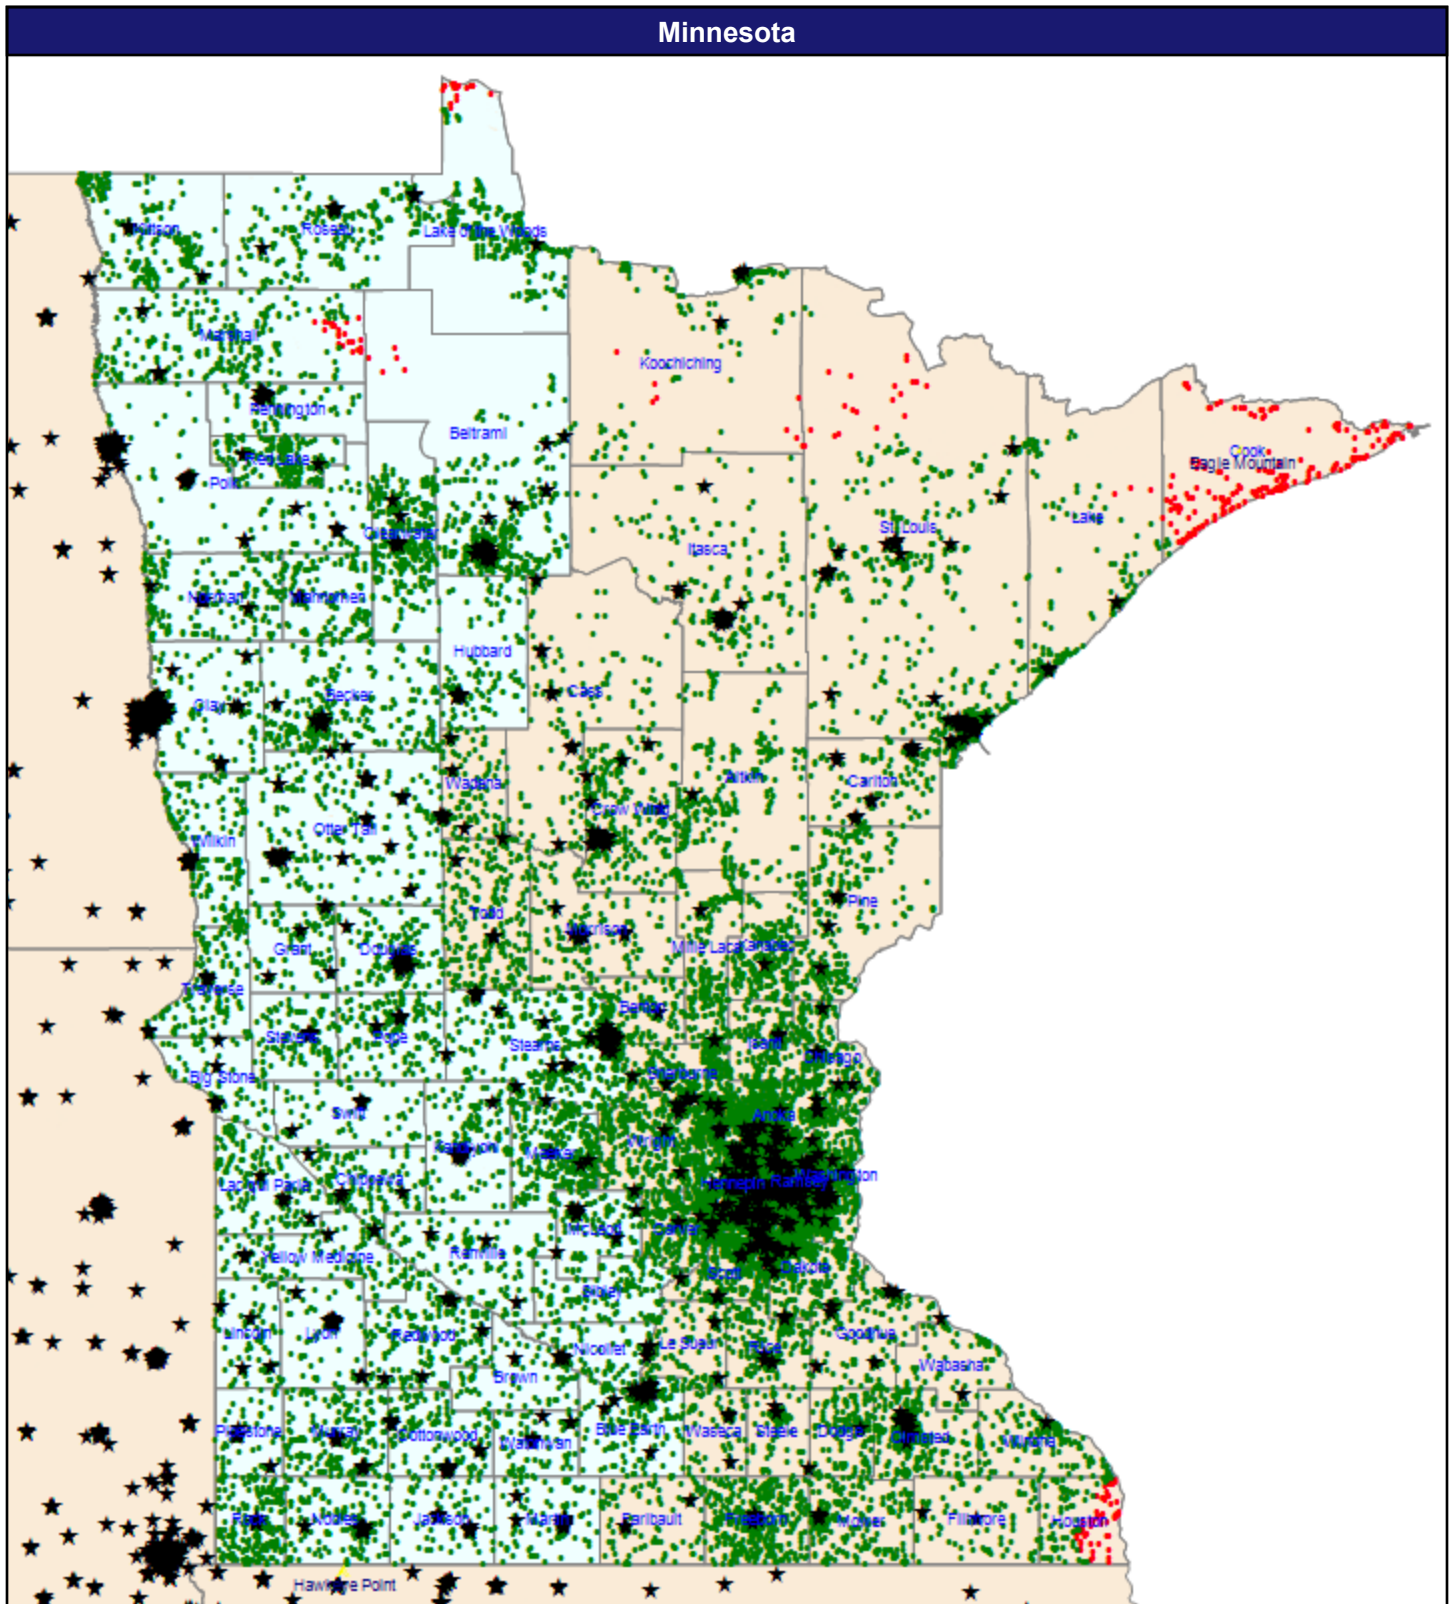 Minnesota
Kittson
Roseau
Lake of the Woods
Marshall
Koochiching
Pennington
Beltrami
Red Lake
Polk
Cook
Eagle Mountain
Clearwater
St. Louis
Lake
Itasca
Norman
Mahnomen
Hubbard
Clay
Becker
Cass
Wadena
Aitkin
Carlton
Crow Wing
Otter Tail
Wilkin
Pine
Todd
Morrison
Grant
Douglas
Mille Lacs
Kanabec
Traverse
Benton
Stevens
Pope
Stearns
Isanti
Chisago
Big Stone
Sherburne
Swift
Anoka
Kandiyohi
Meeker
Wright
Lac qui Parle
Chippewa
Hennepin
Ramsey
Washington
McLeod
Carver
Yellow Medicine
Renville
Scott
Dakota
Sibley
Lincoln
Lyon
Redwood
Nicollet
Le Sueur
Rice
Goodhue
Wabasha
Brown
Pipestone
Murray
Cottonwood
Watonwan
Blue Earth
Waseca
Steele
Dodge
Olmsted
Winona
Rock
Nobles
Jackson
Martin
Faribault
Freeborn
Mower
Fillmore
Houston
Hawkeye Point